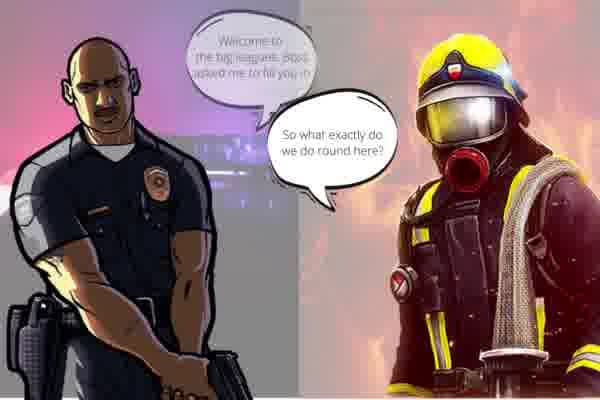 Welcome to
the big leagues. Boss
asked me to fill you in
So what exactly do
we do round here?